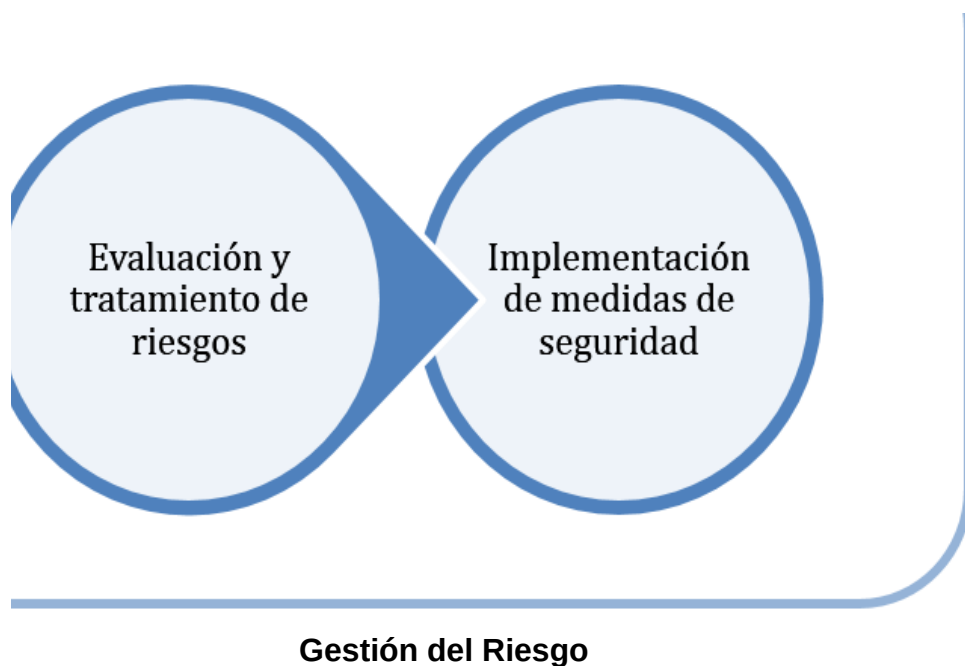 Evaluación y
tratamiento de
riesgos
Implementación
de medidas de
seguridad
Gestión del Riesgo